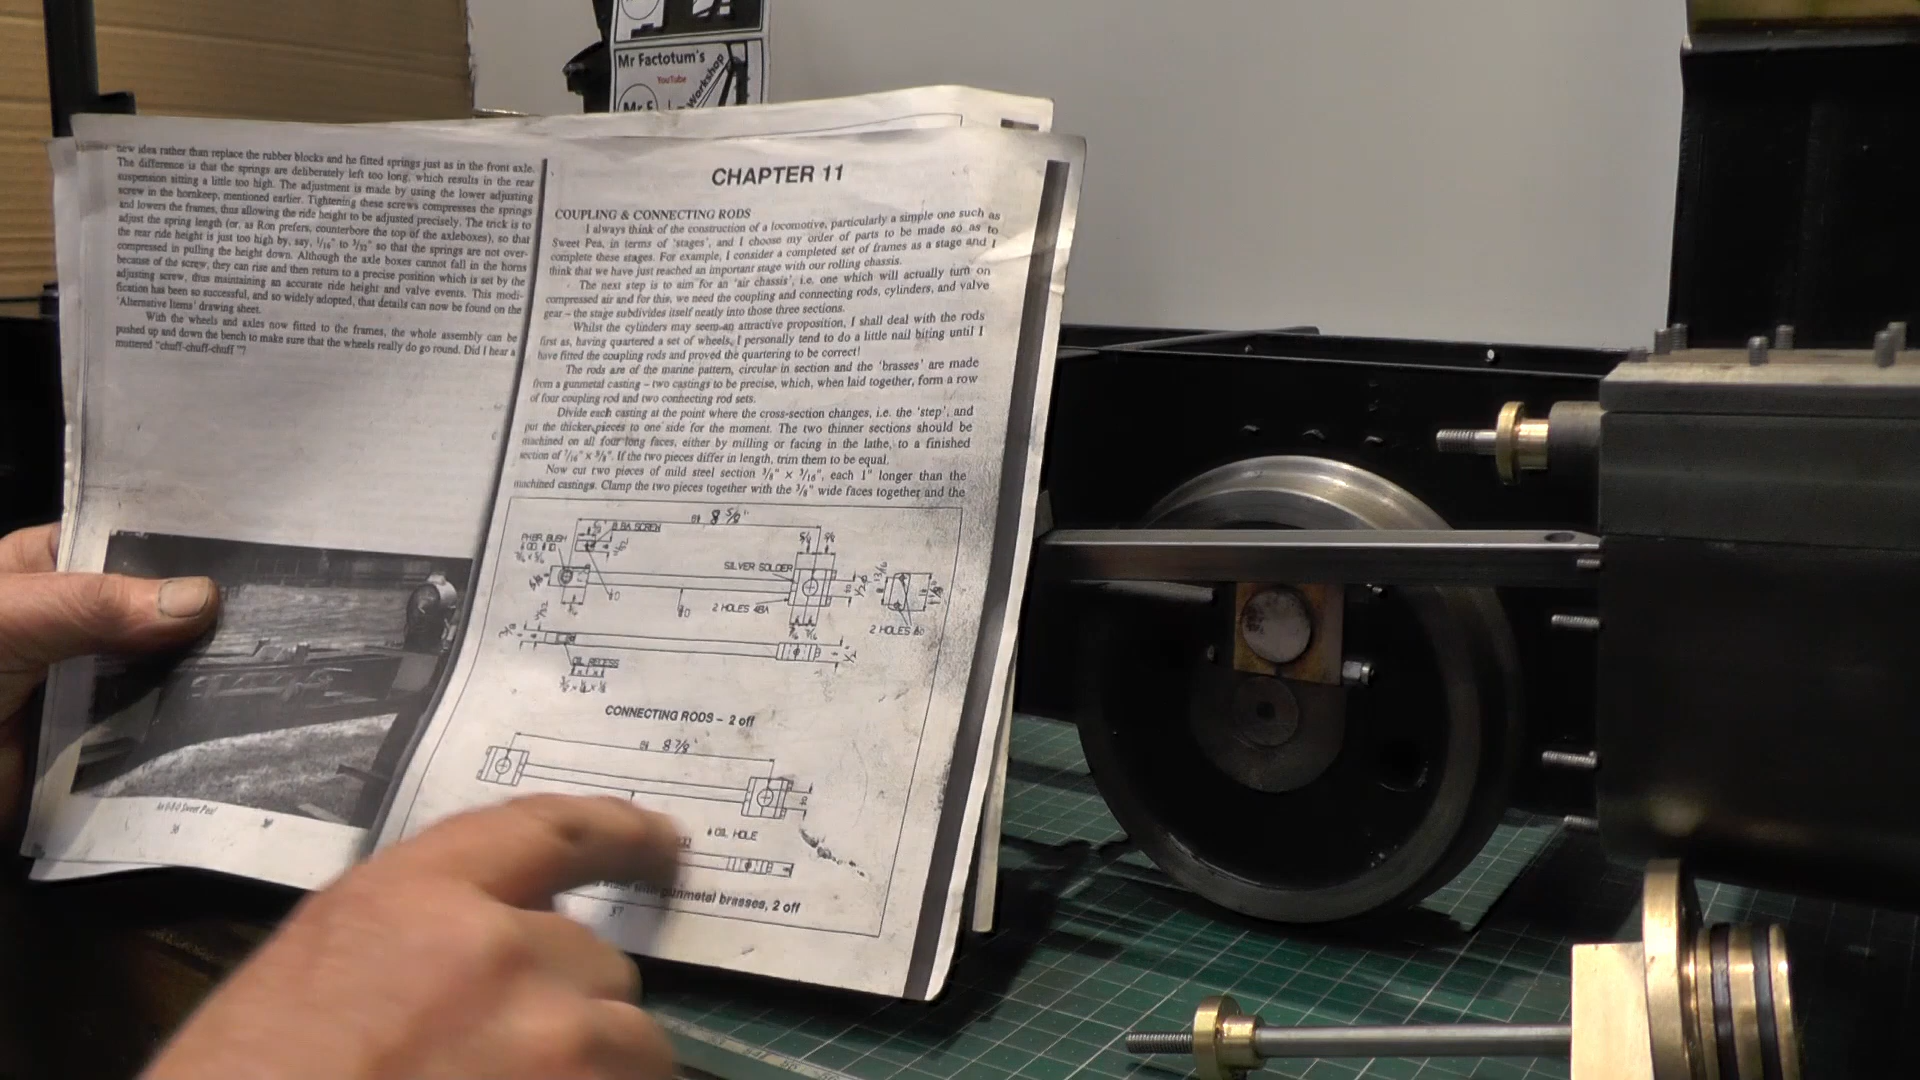 Mr Factotum's
YouTube
Workshop
new idea rather than replace the rubber blocks and he fitted springs just as in the front axle.
The difference is that the springs are deliberately left too long, which results in the rear
suspension sitting a little too high. The adjustment is made by using the lower adjusting
screw in the hornkeep, mentioned earlier. Tightening these screws compresses the springs
and lowers the frames, thus allowing the ride height to be adjusted precisely. The trick is to
adjust the spring length (or, as Ron prefers, counterbore the top of the axleboxes), so that
the rear ride height is just too high by, say, 1/16" to 3/32" so that the springs are not over-
compressed in pulling the height down. Although the axle boxes cannot fall in the horns
because of the screw, they can rise and then return to a precise position which is set by the
adjusting screw, thus maintaining an accurate ride height and valve events. This modi-
fication has been so successful, and so widely adopted, that details can now be found on the
'Alternative Items' drawing sheet.
With the wheels and axles now fitted to the frames, the whole assembly can be
pushed up and down the bench to make sure that the wheels really do go round. Did I hear a
muttered "chuff-chuff-chuff"?
An 0-8-0 Sweet Pea!
36
CHAPTER 11
COUPLING & CONNECTING RODS
I always think of the construction of a locomotive, particularly a simple one such as
Sweet Pea, in terms of 'stages', and I choose my order of parts to be made so as to
complete these stages. For example, I consider a completed set of frames as a stage and I
think that we have just reached an important stage with our rolling chassis.
The next step is to aim for an 'air chassis', i.e. one which will actually turn on
compressed air and for this, we need the coupling and connecting rods, cylinders, and valve
gear – the stage subdivides itself neatly into those three sections.
Whilst the cylinders may seem an attractive proposition, I shall deal with the rods
first as, having quartered a set of wheels, I personally tend to do a little nail biting until I
have fitted the coupling rods and proved the quartering to be correct!
The rods are of the marine pattern, circular in section and the 'brasses' are made
from a gunmetal casting – two castings to be precise, which, when laid together, form a row
of four coupling rod and two connecting rod sets.
Divide each casting at the point where the cross-section changes, i.e. the 'step', and
put the thicker pieces to one side for the moment. The two thinner sections should be
machined on all four long faces, either by milling or facing in the lathe, to a finished
section of 7/16" × 3/8". If the two pieces differ in length, trim them to be equal.
Now cut two pieces of mild steel section 3/8" × 3/16", each 1" longer than the
machined castings. Clamp the two pieces together with the 3/8" wide faces together and the
8 5/8"
8 BA SCREW
PHBR. BUSH
SILVER SOLDER
2 HOLES 4BA
2 HOLES
OIL RECESS
CONNECTING RODS – 2 off
8 7/8"
OIL HOLE
with gunmetal brasses, 2 off
37